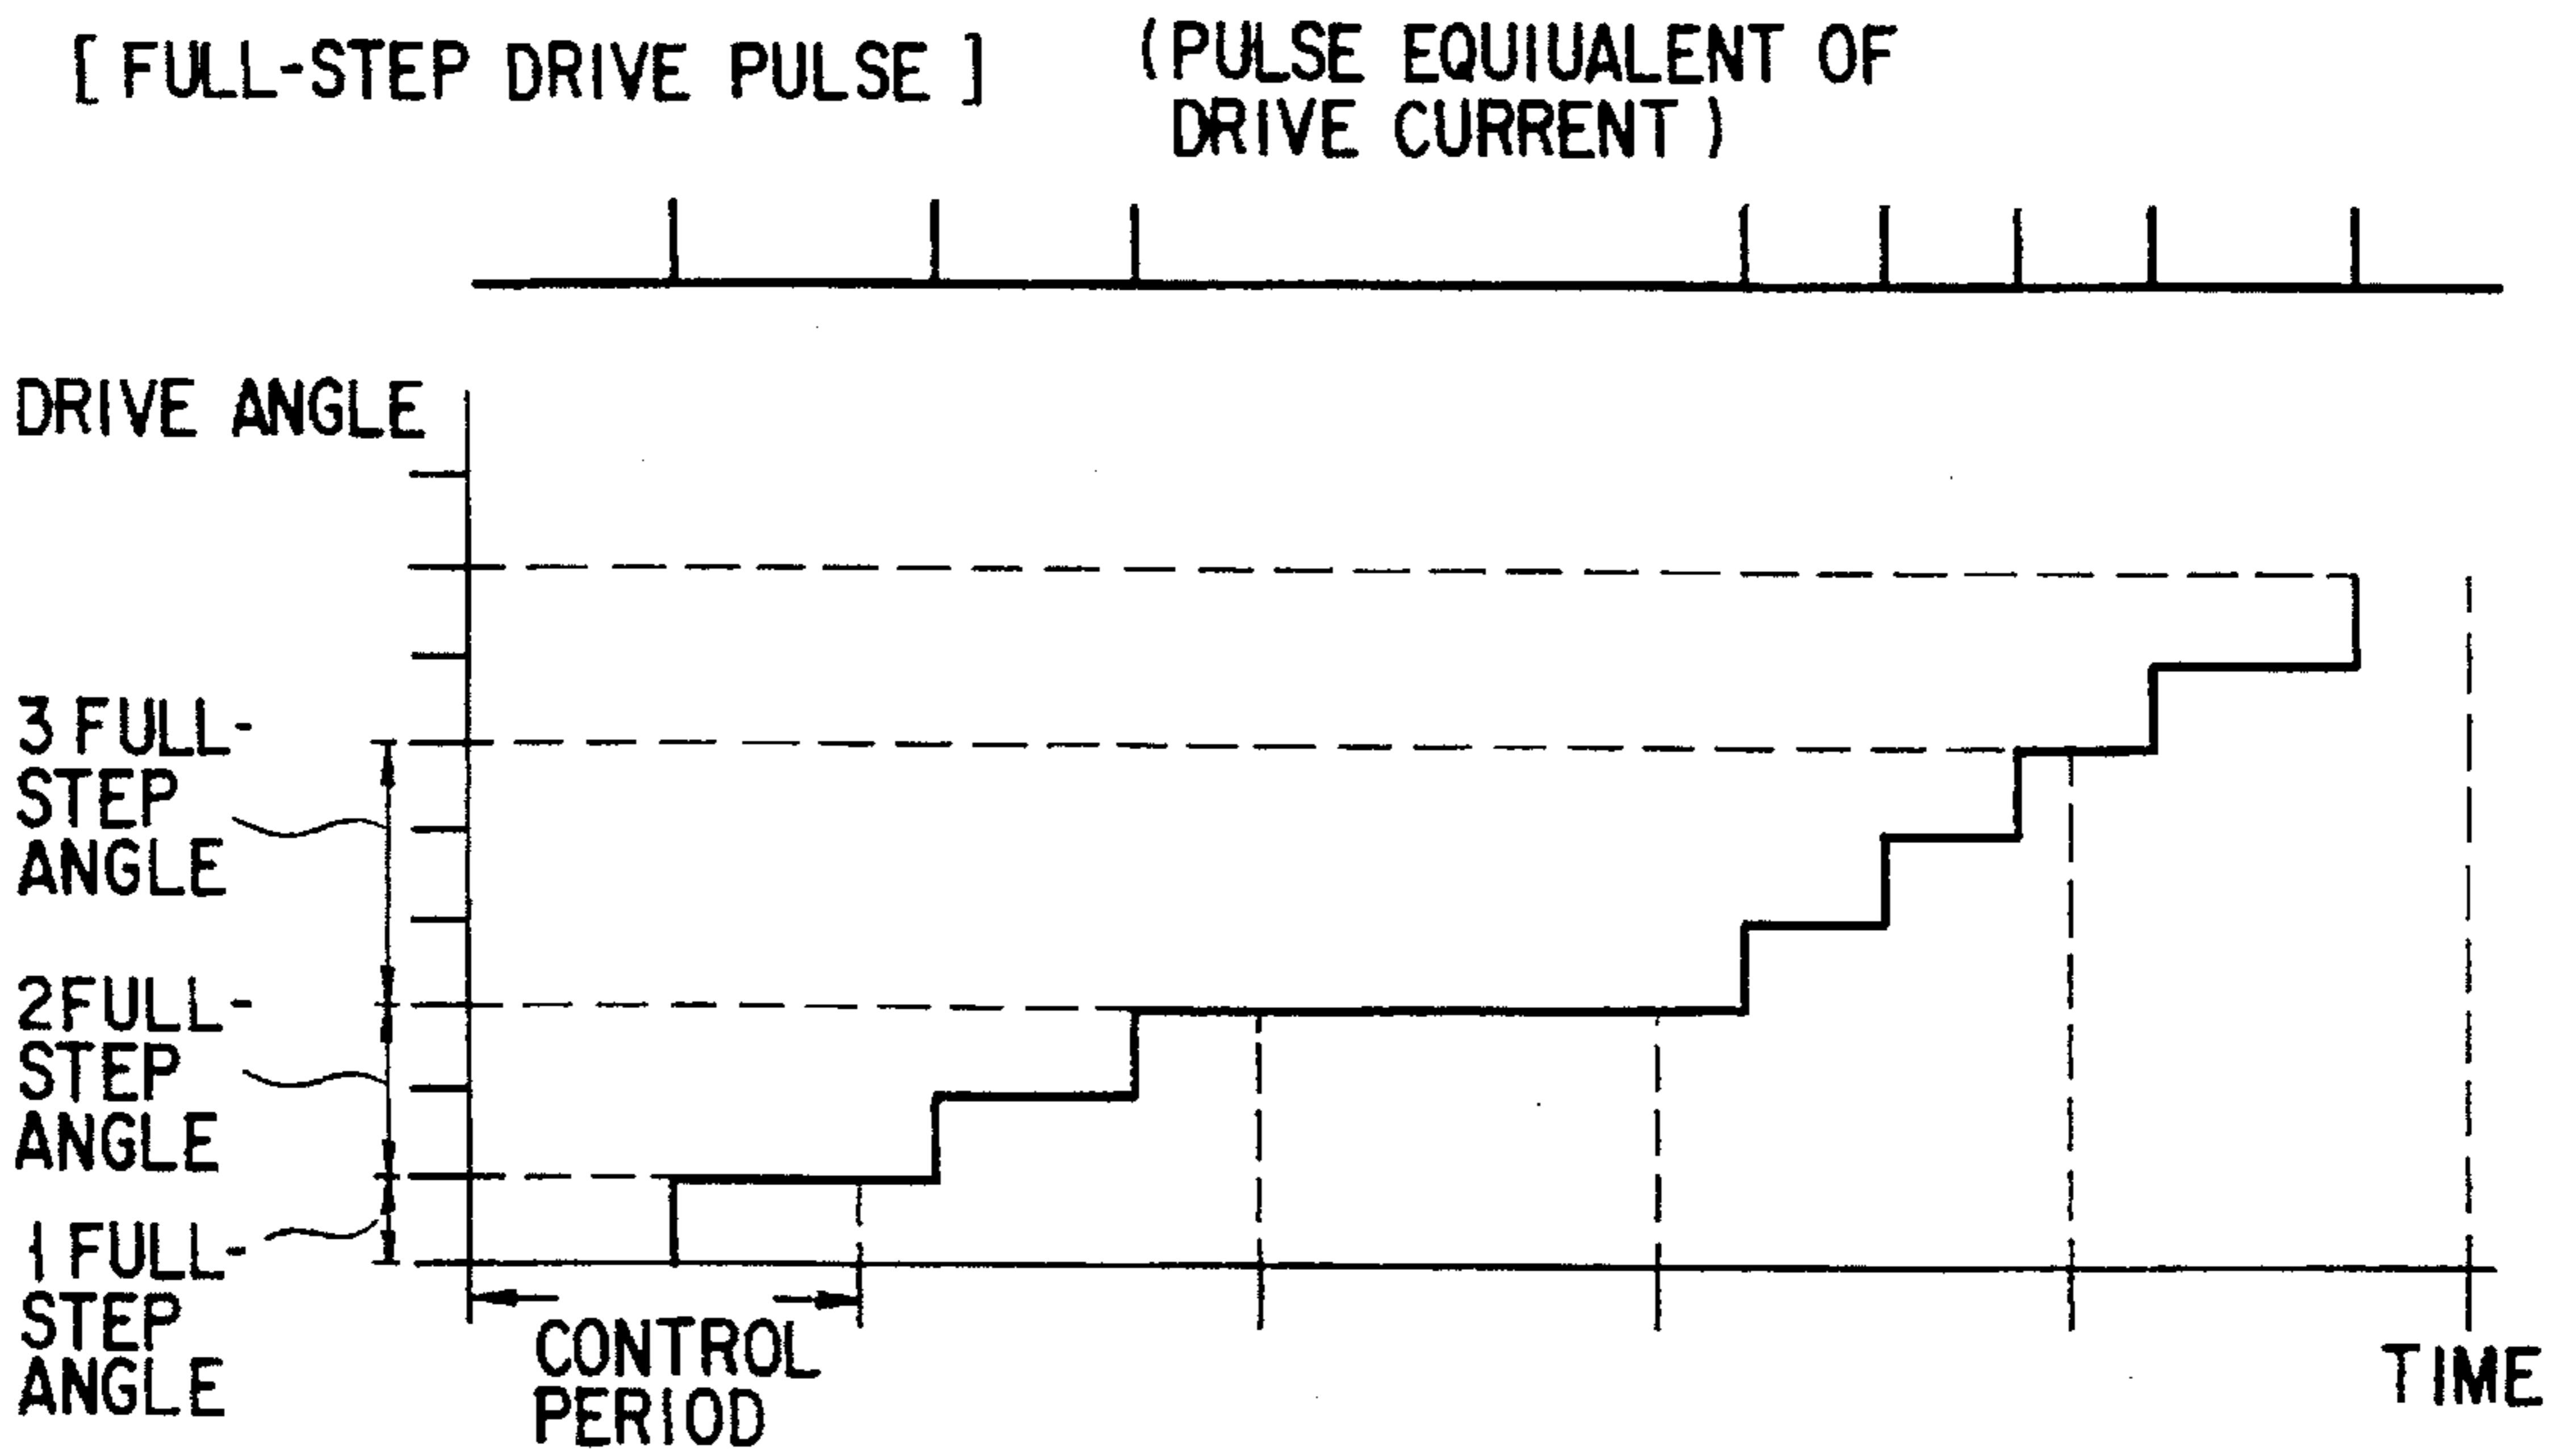 [ FULL-STEP DRIVE PULSE ]
(PULSE EQUIUALENT OF
DRIVE CURRENT )
DRIVE ANGLE
3 FULL-
STEP
ANGLE
2FULL-
STEP
ANGLE
1 FULL-
STEP
ANGLE
CONTROL
PERIOD
TIME